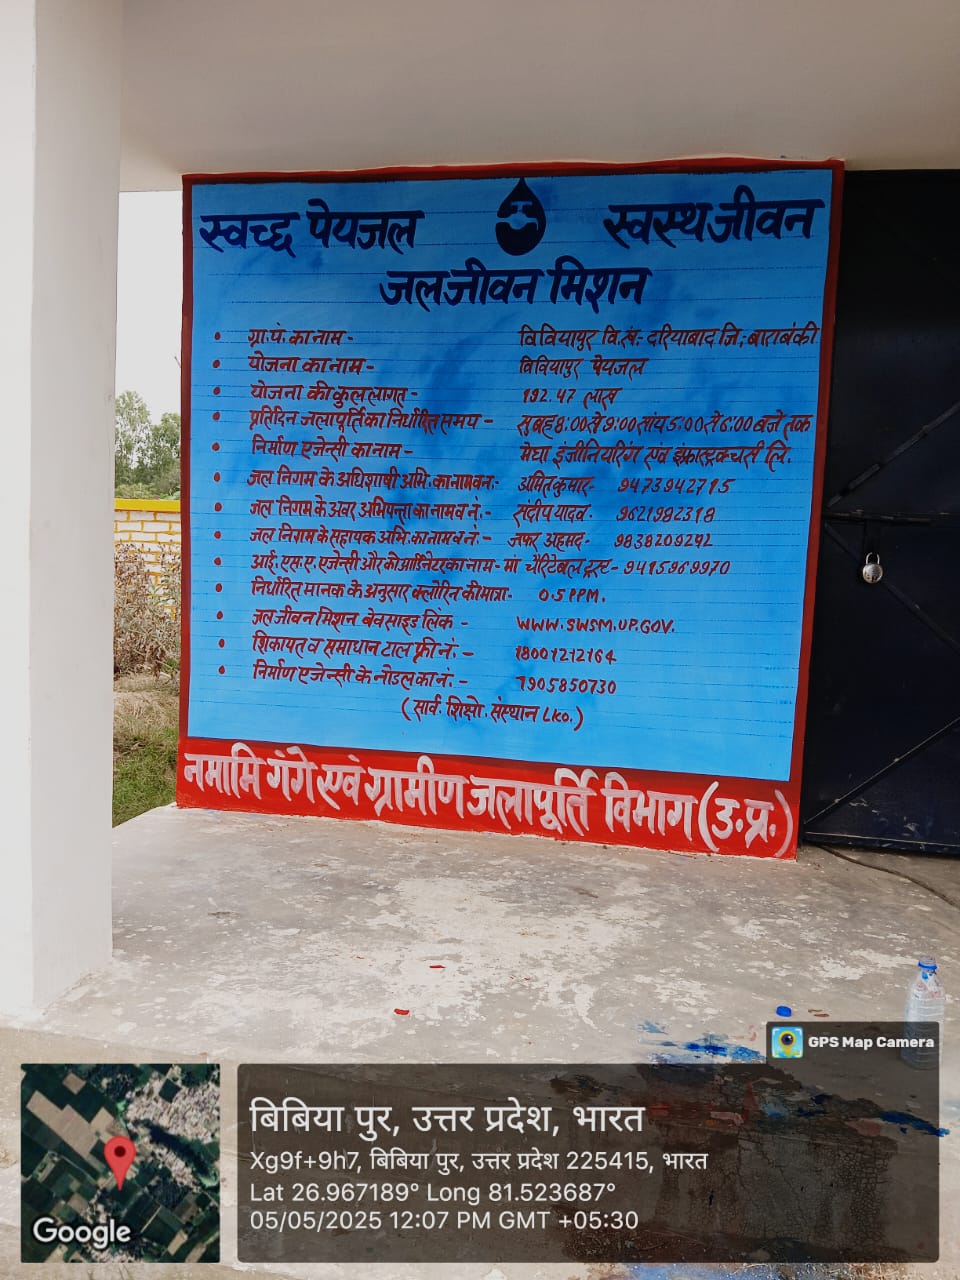 स्वच्छ पेयजल स्वस्थ जीवन
जल जीवन मिशन
ग्रा.पं. का नाम - विवियापुर वि.ख:- दरियाबाद जि.: बाराबंकी
योजना का नाम - विवियापुर पेयजल
योजना की कुल लागत - 192.47 लाख
प्रतिदिन जलापूर्ति का निर्धारित समय - सुबह 8:00 से 9:00 सांय 5:00 से 6:00 बजे तक
निर्माण एजेन्सी का नाम - मेघा इंजीनियरिंग एवं इंफ्रास्ट्रक्चर्स लि.
जल निगम के अधिशाषी अभि. का नाम व नं:- अमित कुमार- 9473942715
जल निगम के अवर अभियन्ता का नाम व नं. - संदीप यादव. 9621982318
जल निगम के सहायक अभि. का नाम व नं:- जफर अहमद- 9838209242
आई. एस. ए. एजेन्सी और कोआर्डिनेटर का नाम - मां चैरिटेबल ट्रस्ट - 9415969970
निर्धारित मानक के अनुसार क्लोरिन की मात्रा- 0.5 PPM.
जल जीवन मिशन बेवसाइड लिंक - WWW.SWSM.UP.GOV.
शिकायत व समाधान टाल फ्री नं. - 18001212164
निर्माण एजेन्सी के नोडल का नं. - 7905850730
(सार्व. शिक्षो. संस्थान LKO.)
नमामि गंगे एवं ग्रामीण जलापूर्ति विभाग (उ.प्र.)
GPS Map Camera
बिबिया पुर, उत्तर प्रदेश, भारत
Xg9f+9h7, बिबिया पुर, उत्तर प्रदेश 225415, भारत
Lat 26.967189° Long 81.523687°
05/05/2025 12:07 PM GMT +05:30
Google